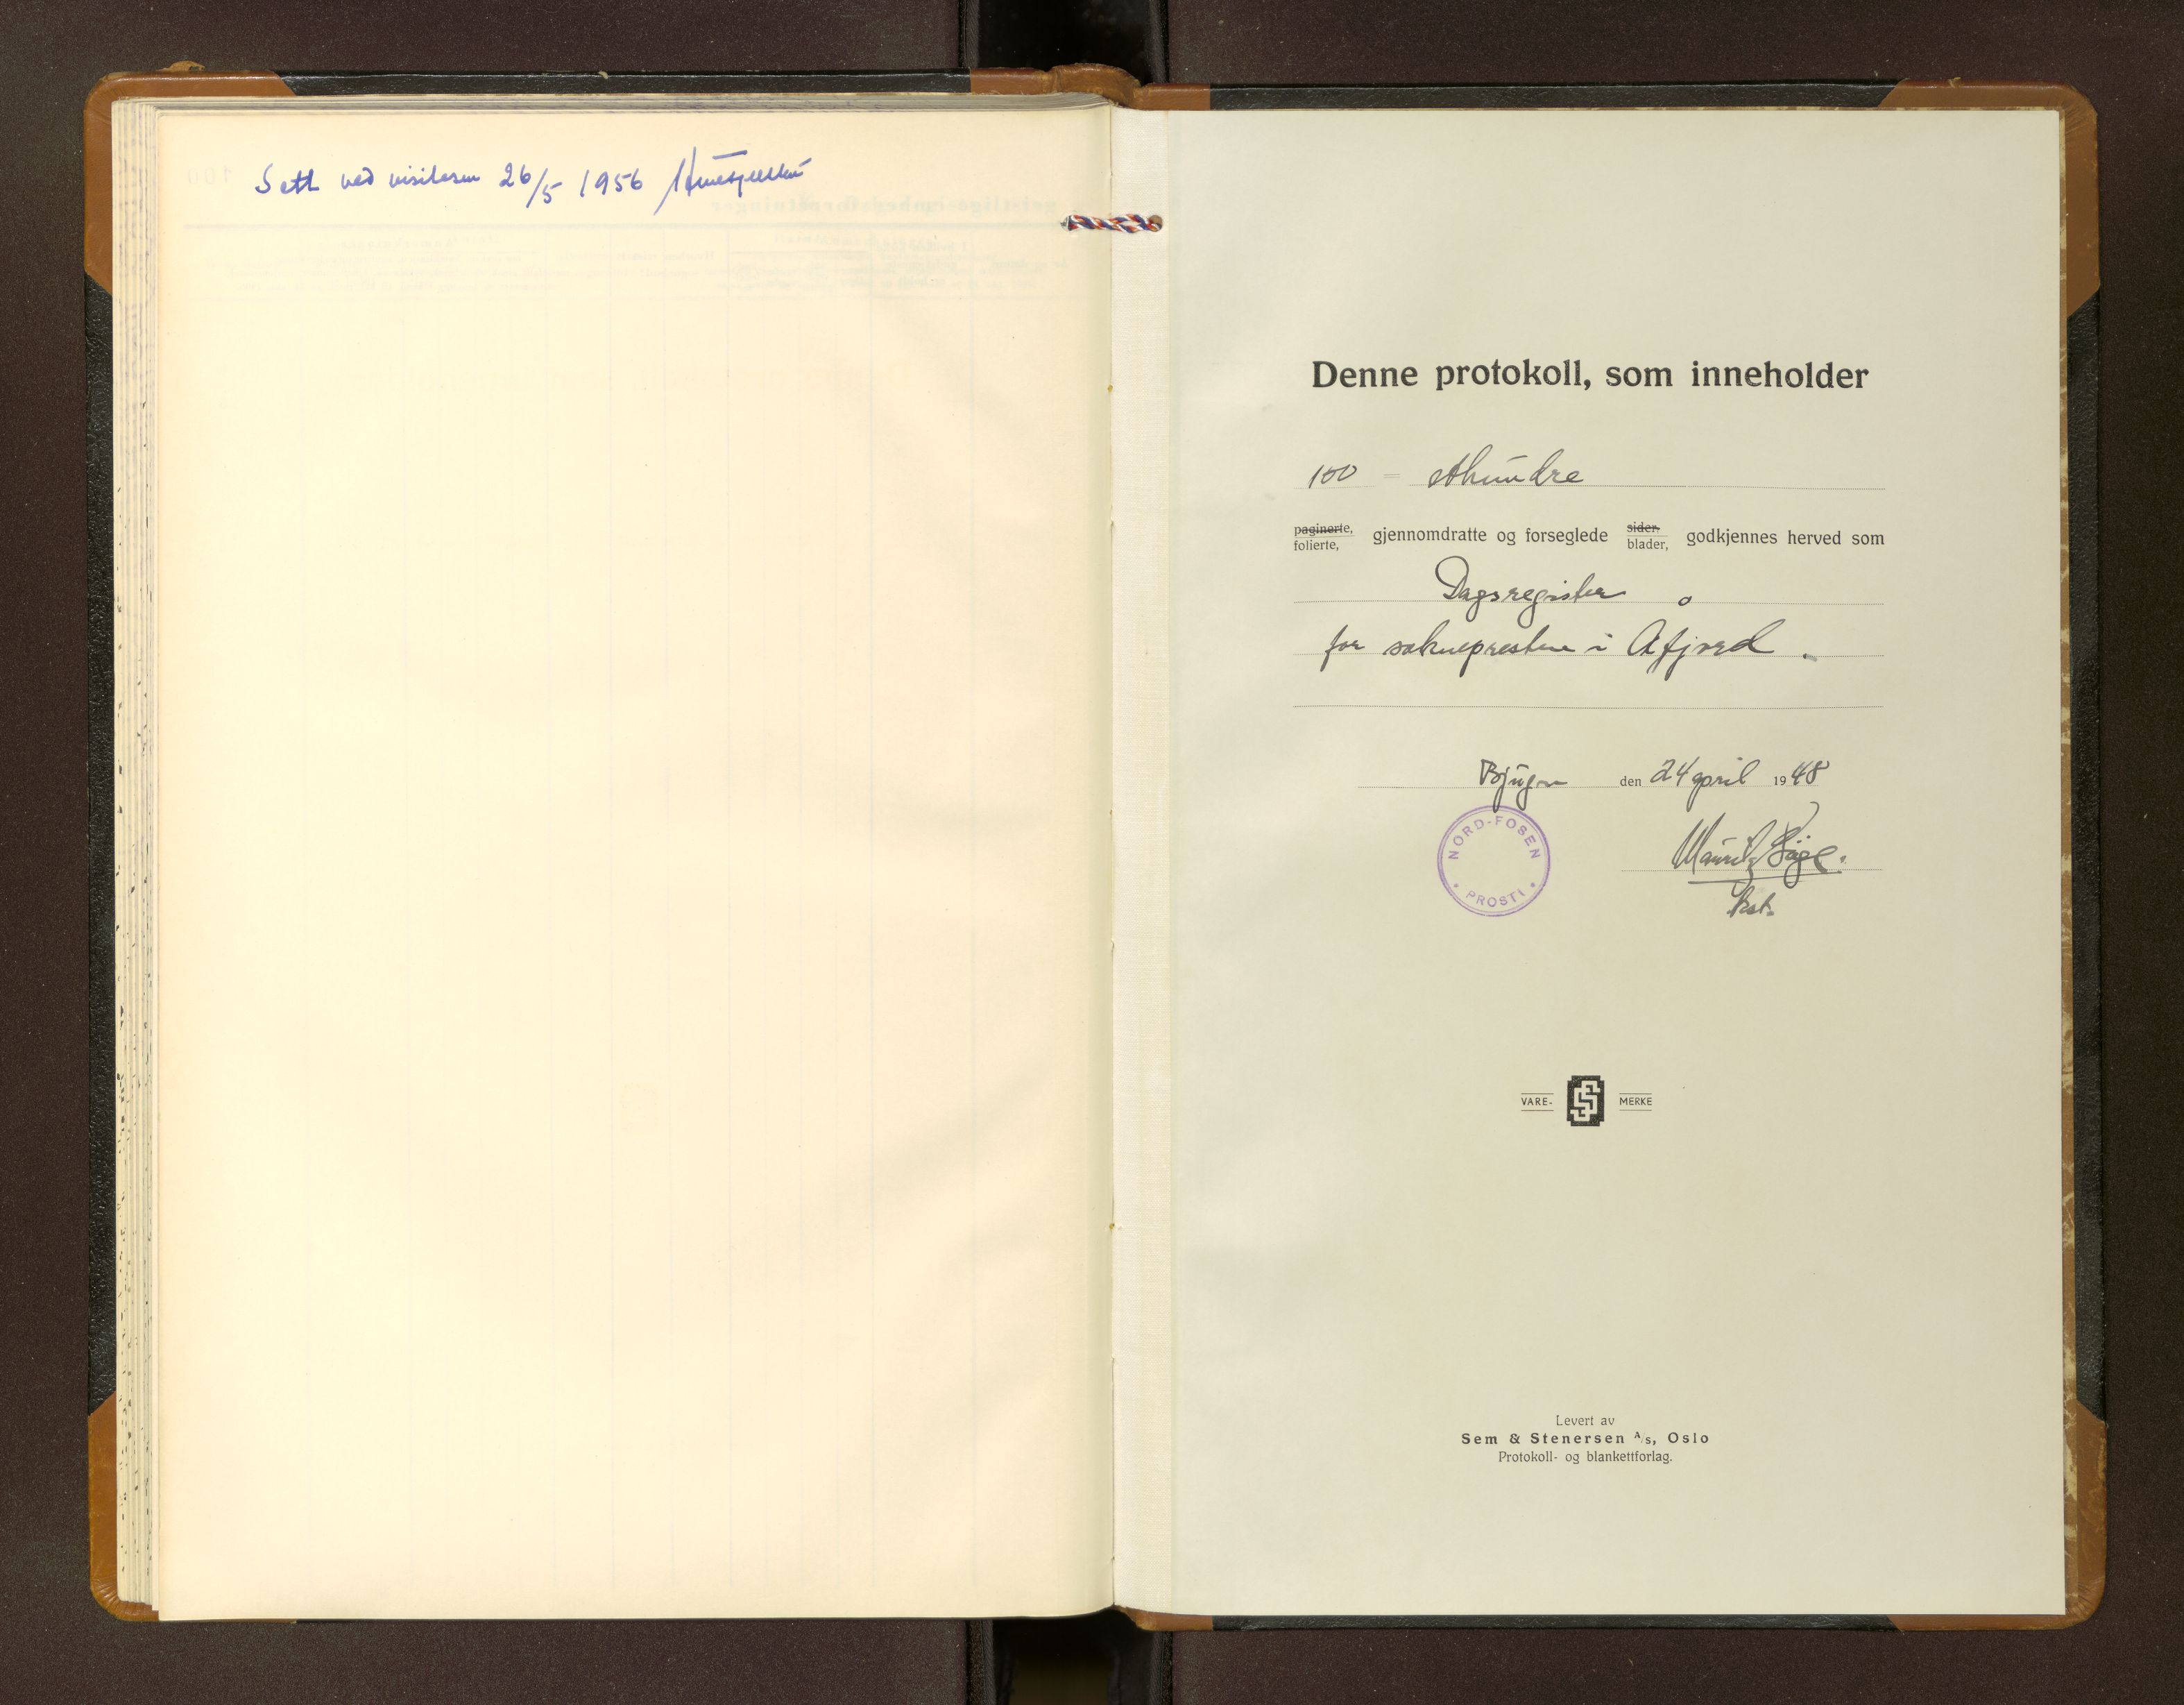 Sett ved visitasen 26/5 1956
Denne protokoll, som inneholder
100 = ethundre
paginerte, folierte, gjennomdratte og forseglede sider, blader, godkjennes herved som
Dagsregister
for soknepresten i Åfjord.
Bjugn den 24 april 1948
NORD-FOSEN PROSTI
Kst.
VARE- MERKE
Levert av
Sem & Stenersen A/S, Oslo
Protokoll- og blankettforlag.